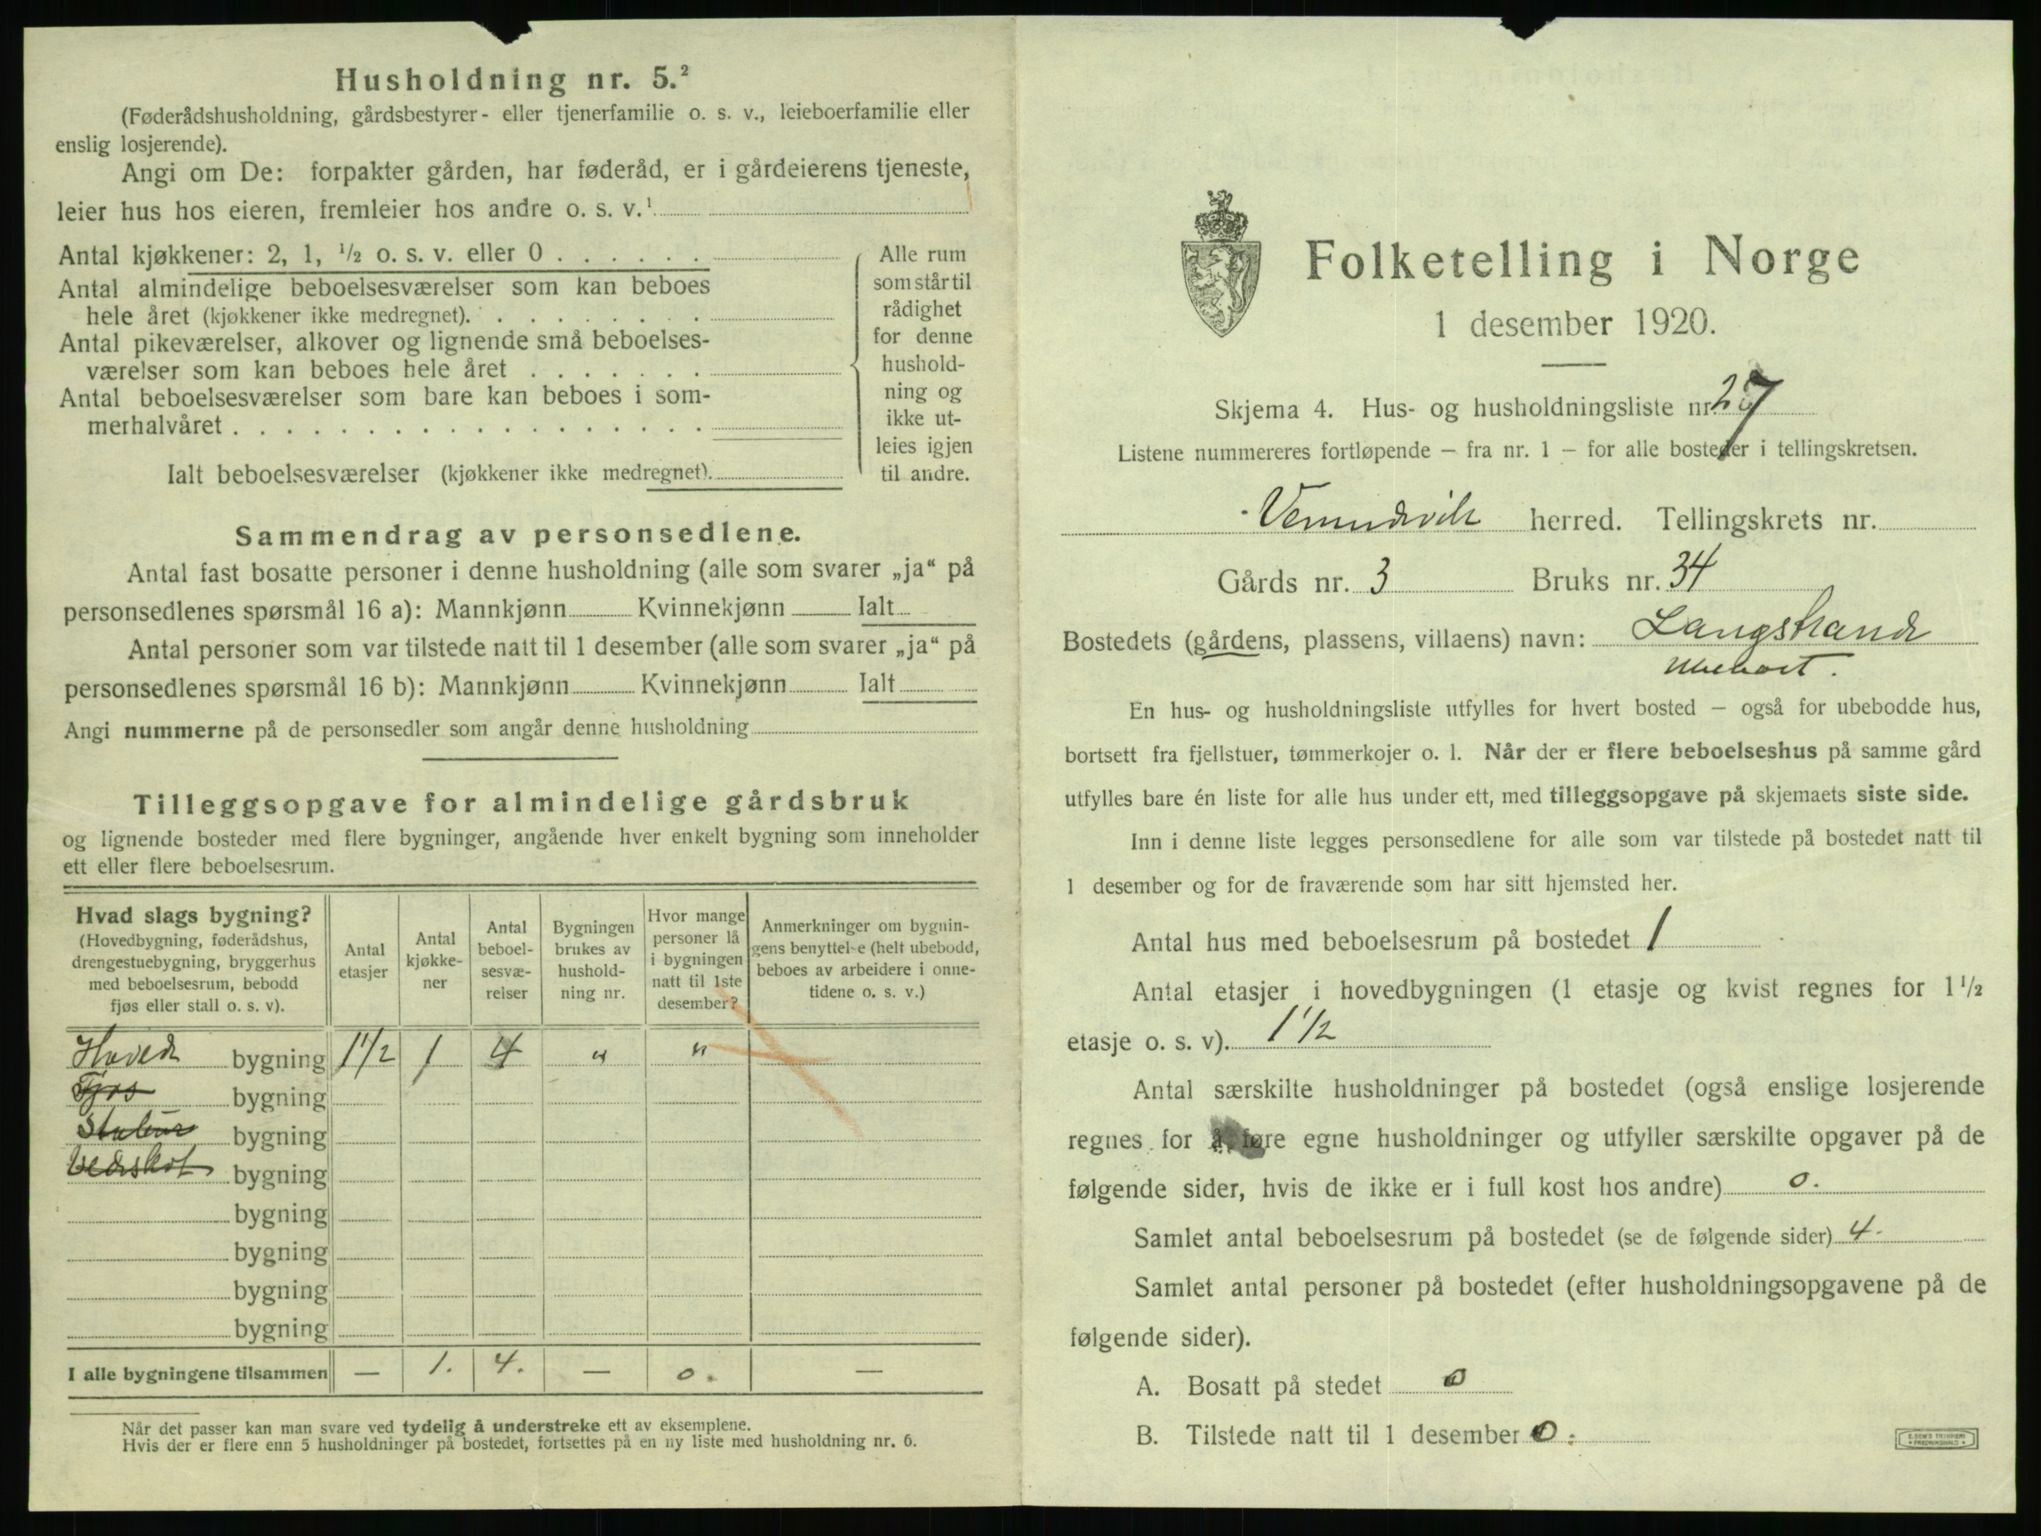 Husholdning nr. 5.²
(Føderådshusholdning, gårdsbestyrer- eller tjenerfamilie o. s. v., leieboerfamilie eller
enslig losjerende).
Angi om De: forpakter gården, har føderåd, er i gårdeierens tjeneste,
leier hus hos eieren, fremleier hos andre o. s. v.¹
Antal kjøkkener: 2, 1, ½ o. s. v. eller 0 . . . . . .
Antal almindelige beboelsesværelser som kan beboes
hele året (kjøkkener ikke medregnet). . . . . . . . .
Antal pikeværelser, alkover og lignende små beboelses-
værelser som kan beboes hele året . . . . . . .
Antal beboelsesværelser som bare kan beboes i som-
merhalvåret . . . . . . . . . . . . . . . . . .
Ialt beboelsesværelser (kjøkkener ikke medregnet).
Alle rum
som står til
rådighet
for denne
hushold-
ning og
ikke ut-
leies igjen
til andre.
Sammendrag av personsedlene.
Antal fast bosatte personer i denne husholdning (alle som svarer „ja“ på
personsedlenes spørsmål 16 a): Mannkjønn Kvinnekjønn Ialt
Antal personer som var tilstede natt til 1 desember (alle som svarer „ja“ på
personsedlenes spørsmål 16 b): Mannkjønn Kvinnekjønn Ialt
Angi nummerne på de personsedler som angår denne husholdning
Tilleggsopgave for almindelige gårdsbruk
og lignende bosteder med flere bygninger, angående hver enkelt bygning som inneholder
ett eller flere beboelsesrum.
Hvad slags bygning?
(Hovedbygning, føderådshus,
drengestuebygning, bryggerhus
med beboelsesrum, bebodd
fjøs eller stall o. s. v).
Antal
etasjer
Antal
kjøkke-
ner
Antal
beboel-
sesvæ-
relser
Bygningen
brukes av
hushold-
ning nr.
Hvor mange
personer lå
i bygningen
natt til 1ste
desember?
Anmerkninger om bygnin-
gens benyttel-e (helt ubebodd,
beboes av arbeidere i onne-
tidene o. s. v.)
Hoved bygning 1½ 1 4 " "
Fjøs bygning
Stabur bygning
Vedskot bygning
bygning
bygning
bygning
bygning
I alle bygningene tilsammen — 1. 4. — 0. —
Når det passer kan man svare ved tydelig å understreke ett av eksemplene.
Hvis der er flere enn 5 husholdninger på bostedet, fortsettes på en ny liste med husholdning nr. 6.
Folketelling i Norge
1 desember 1920.
Skjema 4. Hus- og husholdningsliste nr. 27
Listene nummereres fortløpende – fra nr. 1 – for alle bosteder i tellingskretsen.
Vemundvik herred. Tellingskrets nr.
Gårds nr. 3 Bruks nr. 34
Bostedets (gårdens, plassens, villaens) navn: Langstrand
Ubeboet.
En hus- og husholdningsliste utfylles for hvert bosted – også for ubebodde hus,
bortsett fra fjellstuer, tømmerkojer o. l. Når der er flere beboelseshus på samme gård
utfylles bare én liste for alle hus under ett, med tilleggsopgave på skjemaets siste side.
Inn i denne liste legges personsedlene for alle som var tilstede på bostedet natt til
1 desember og for de fraværende som har sitt hjemsted her.
Antal hus med beboelsesrum på bostedet 1
Antal etasjer i hovedbygningen (1 etasje og kvist regnes for 1½
etasje o. s. v). 1½
Antal særskilte husholdninger på bostedet (også enslige losjerende
regnes for å føre egne husholdninger og utfyller særskilte opgaver på de
følgende sider, hvis de ikke er i full kost hos andre) 0.
Samlet antal beboelsesrum på bostedet (se de følgende sider) 4.
Samlet antal personer på bostedet (efter husholdningsopgavene på de
følgende sider).
A. Bosatt på stedet 0
B. Tilstede natt til 1 desember 0.